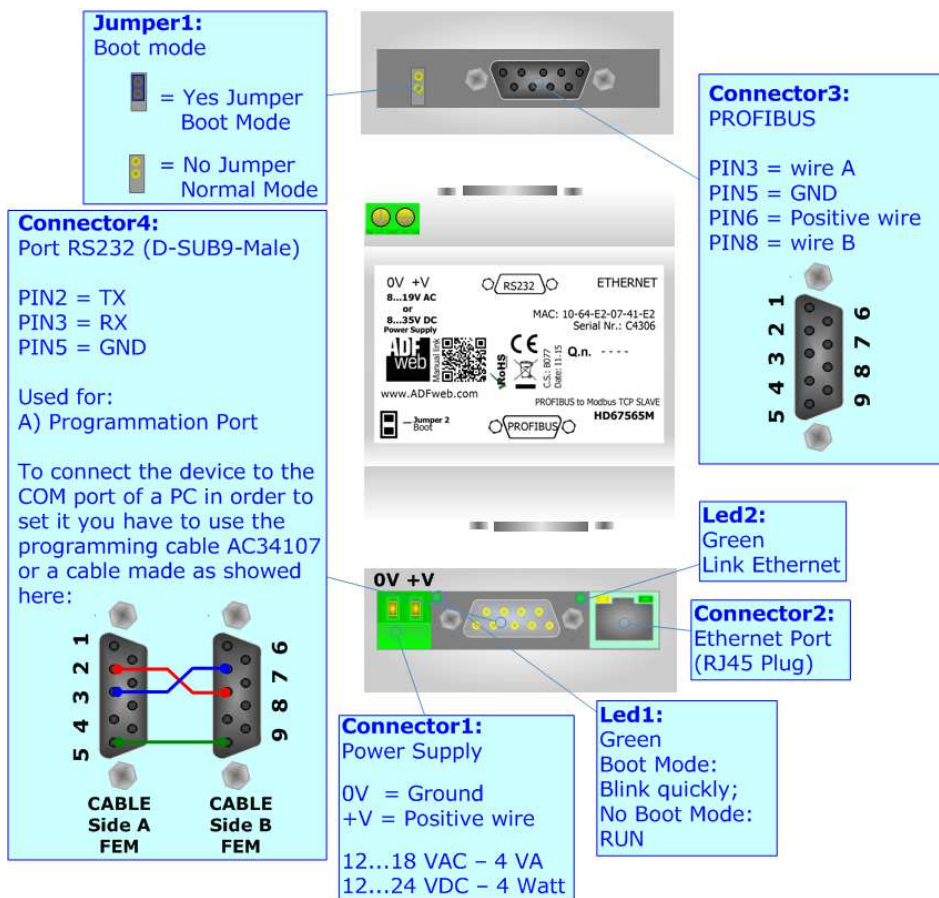 Jumper1:
Boot mode
= Yes Jumper
Boot Mode
= No Jumper
Normal Mode
Connector3:
PROFIBUS
PIN3 = wire A
PIN5 = GND
PIN6 = Positive wire
PIN8 = wire B
1
2
3
4
5
6
7
8
9
Connector4:
Port RS232 (D-SUB9-Male)
PIN2 = TX
PIN3 = RX
PIN5 = GND
Used for:
A) Programmation Port
To connect the device to the
COM port of a PC in order to
set it you have to use the
programming cable AC34107
or a cable made as showed
here:
1
2
3
4
5
6
7
8
9
CABLE
Side A
FEM
CABLE
Side B
FEM
0V +V
8...19V AC
or
8...35V DC
Power Supply
RS232
ETHERNET
MAC: 10-64-E2-07-41-E2
Serial Nr.: C4306
ADF
web
Manual link
RoHS
CE
C.S.: B077
Date: 11.15
Q.n. - - - -
www.ADFweb.com
PROFIBUS to Modbus TCP SLAVE
HD67565M
Jumper 2
Boot
PROFIBUS
0V +V
Led2:
Green
Link Ethernet
Connector2:
Ethernet Port
(RJ45 Plug)
Connector1:
Power Supply
0V = Ground
+V = Positive wire
12...18 VAC – 4 VA
12...24 VDC – 4 Watt
Led1:
Green
Boot Mode:
Blink quickly;
No Boot Mode:
RUN